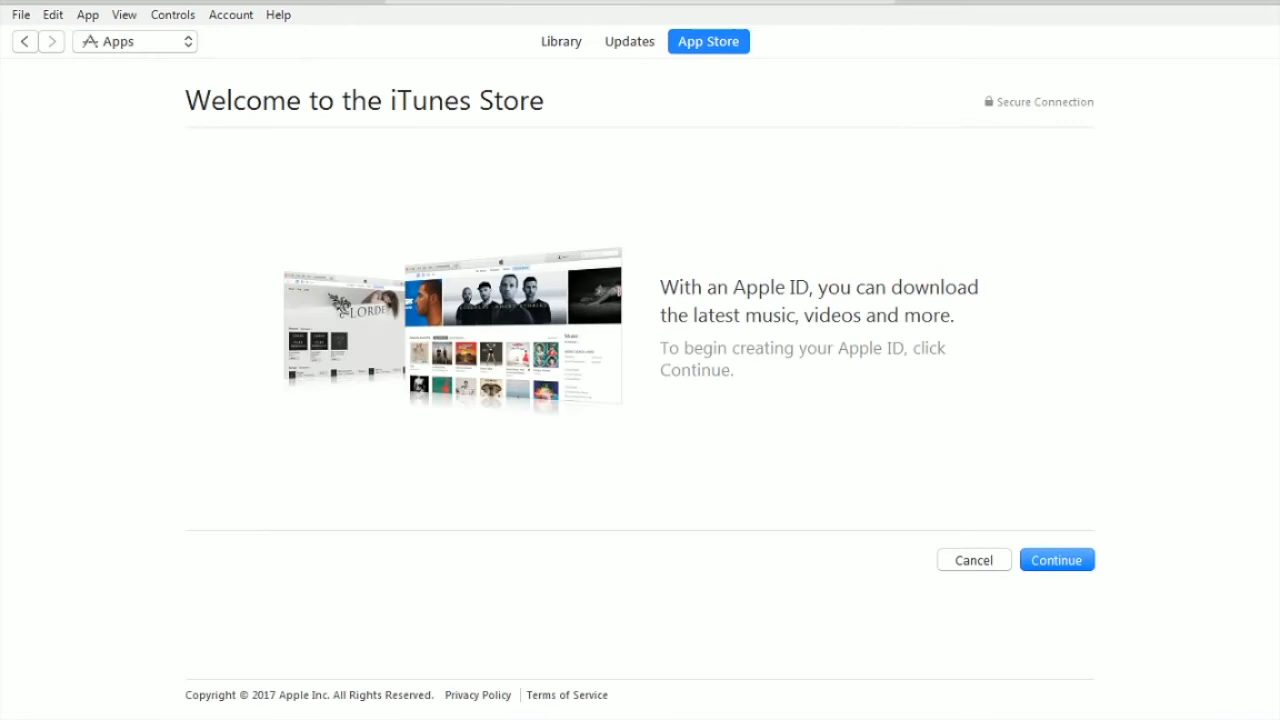 File Edit App View Controls Account Help
Apps Library Updates App Store
Welcome to the iTunes Store
Secure Connection
LORDE
With an Apple ID, you can download
the latest music, videos and more.
To begin creating your Apple ID, click
Continue.
Cancel Continue
Copyright © 2017 Apple Inc. All Rights Reserved. Privacy Policy Terms of Service